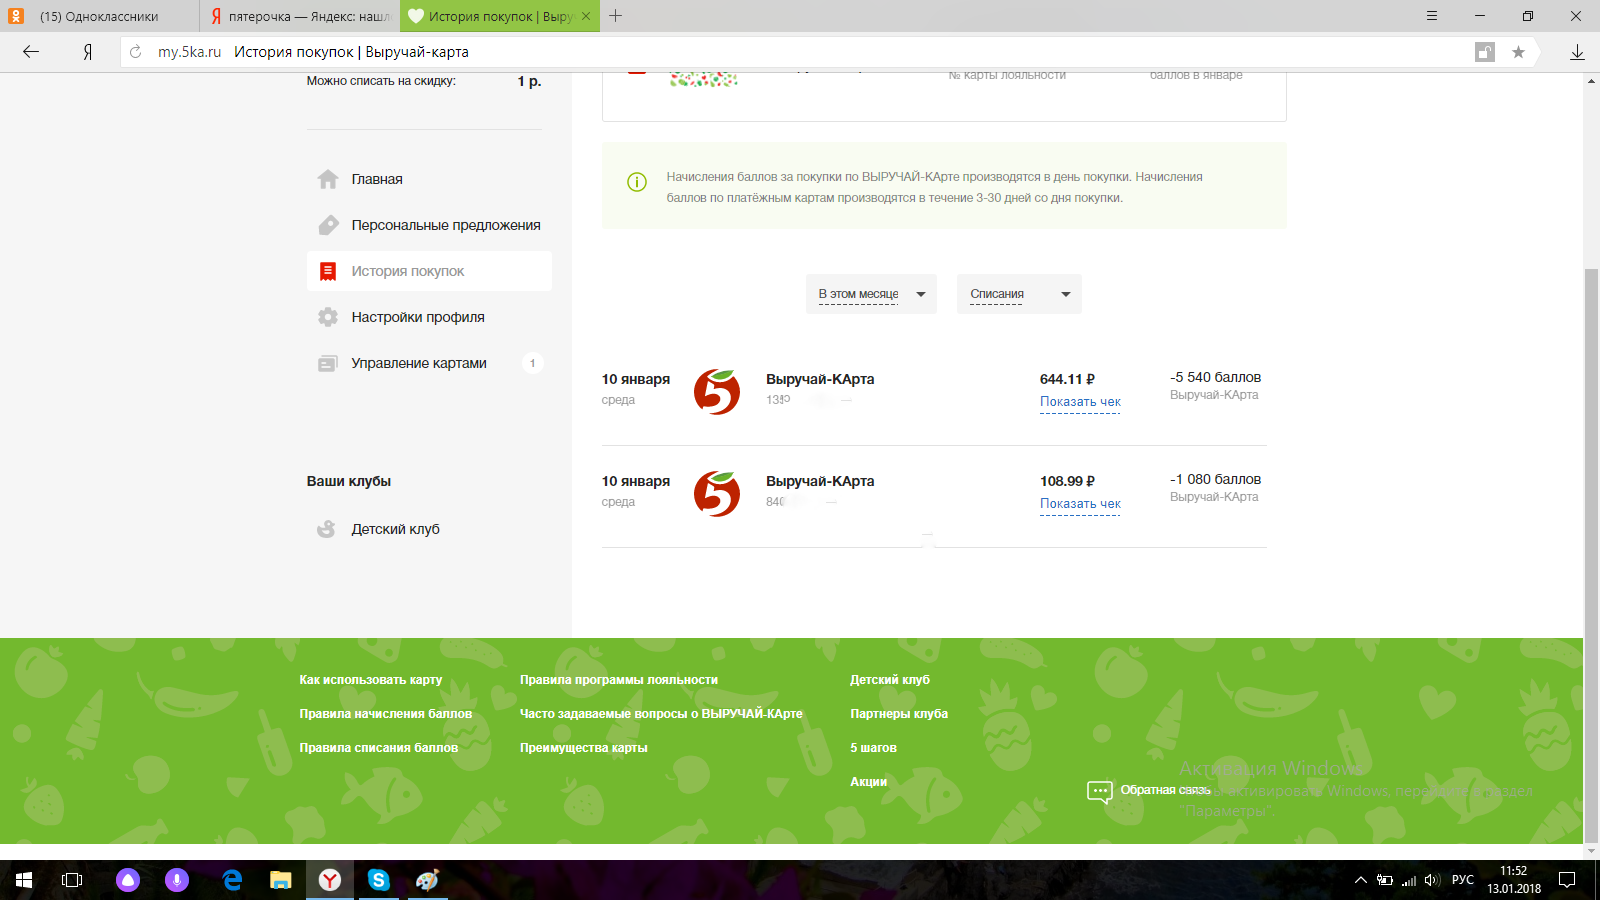 (15) Одноклассники
пятерочка — Яндекс: нашл
История покупок | Выруч
my.5ka.ru История покупок | Выручай-карта
Можно списать на скидку: 1 р.
Главная
Персональные предложения
История покупок
Настройки профиля
Управление картами 1
Ваши клубы
Детский клуб
№ карты лояльности
баллов в январе
Начисления баллов за покупки по ВЫРУЧАЙ-КАрте производятся в день покупки. Начисления
баллов по платёжным картам производятся в течение 3-30 дней со дня покупки.
В этом месяце Списания
10 января Выручай-КАрта 644.11 ₽ -5 540 баллов
среда Показать чек Выручай-КАрта
10 января Выручай-КАрта 108.99 ₽ -1 080 баллов
среда 840 Показать чек Выручай-КАрта
Как использовать карту
Правила начисления баллов
Правила списания баллов
Правила программы лояльности
Часто задаваемые вопросы о ВЫРУЧАЙ-КАрте
Преимущества карты
Детский клуб
Партнеры клуба
5 шагов
Акции
Обратная связь
Активация Windows
активировать Windows, перейдите в раздел
"Параметры".
РУС
11:52
13.01.2018